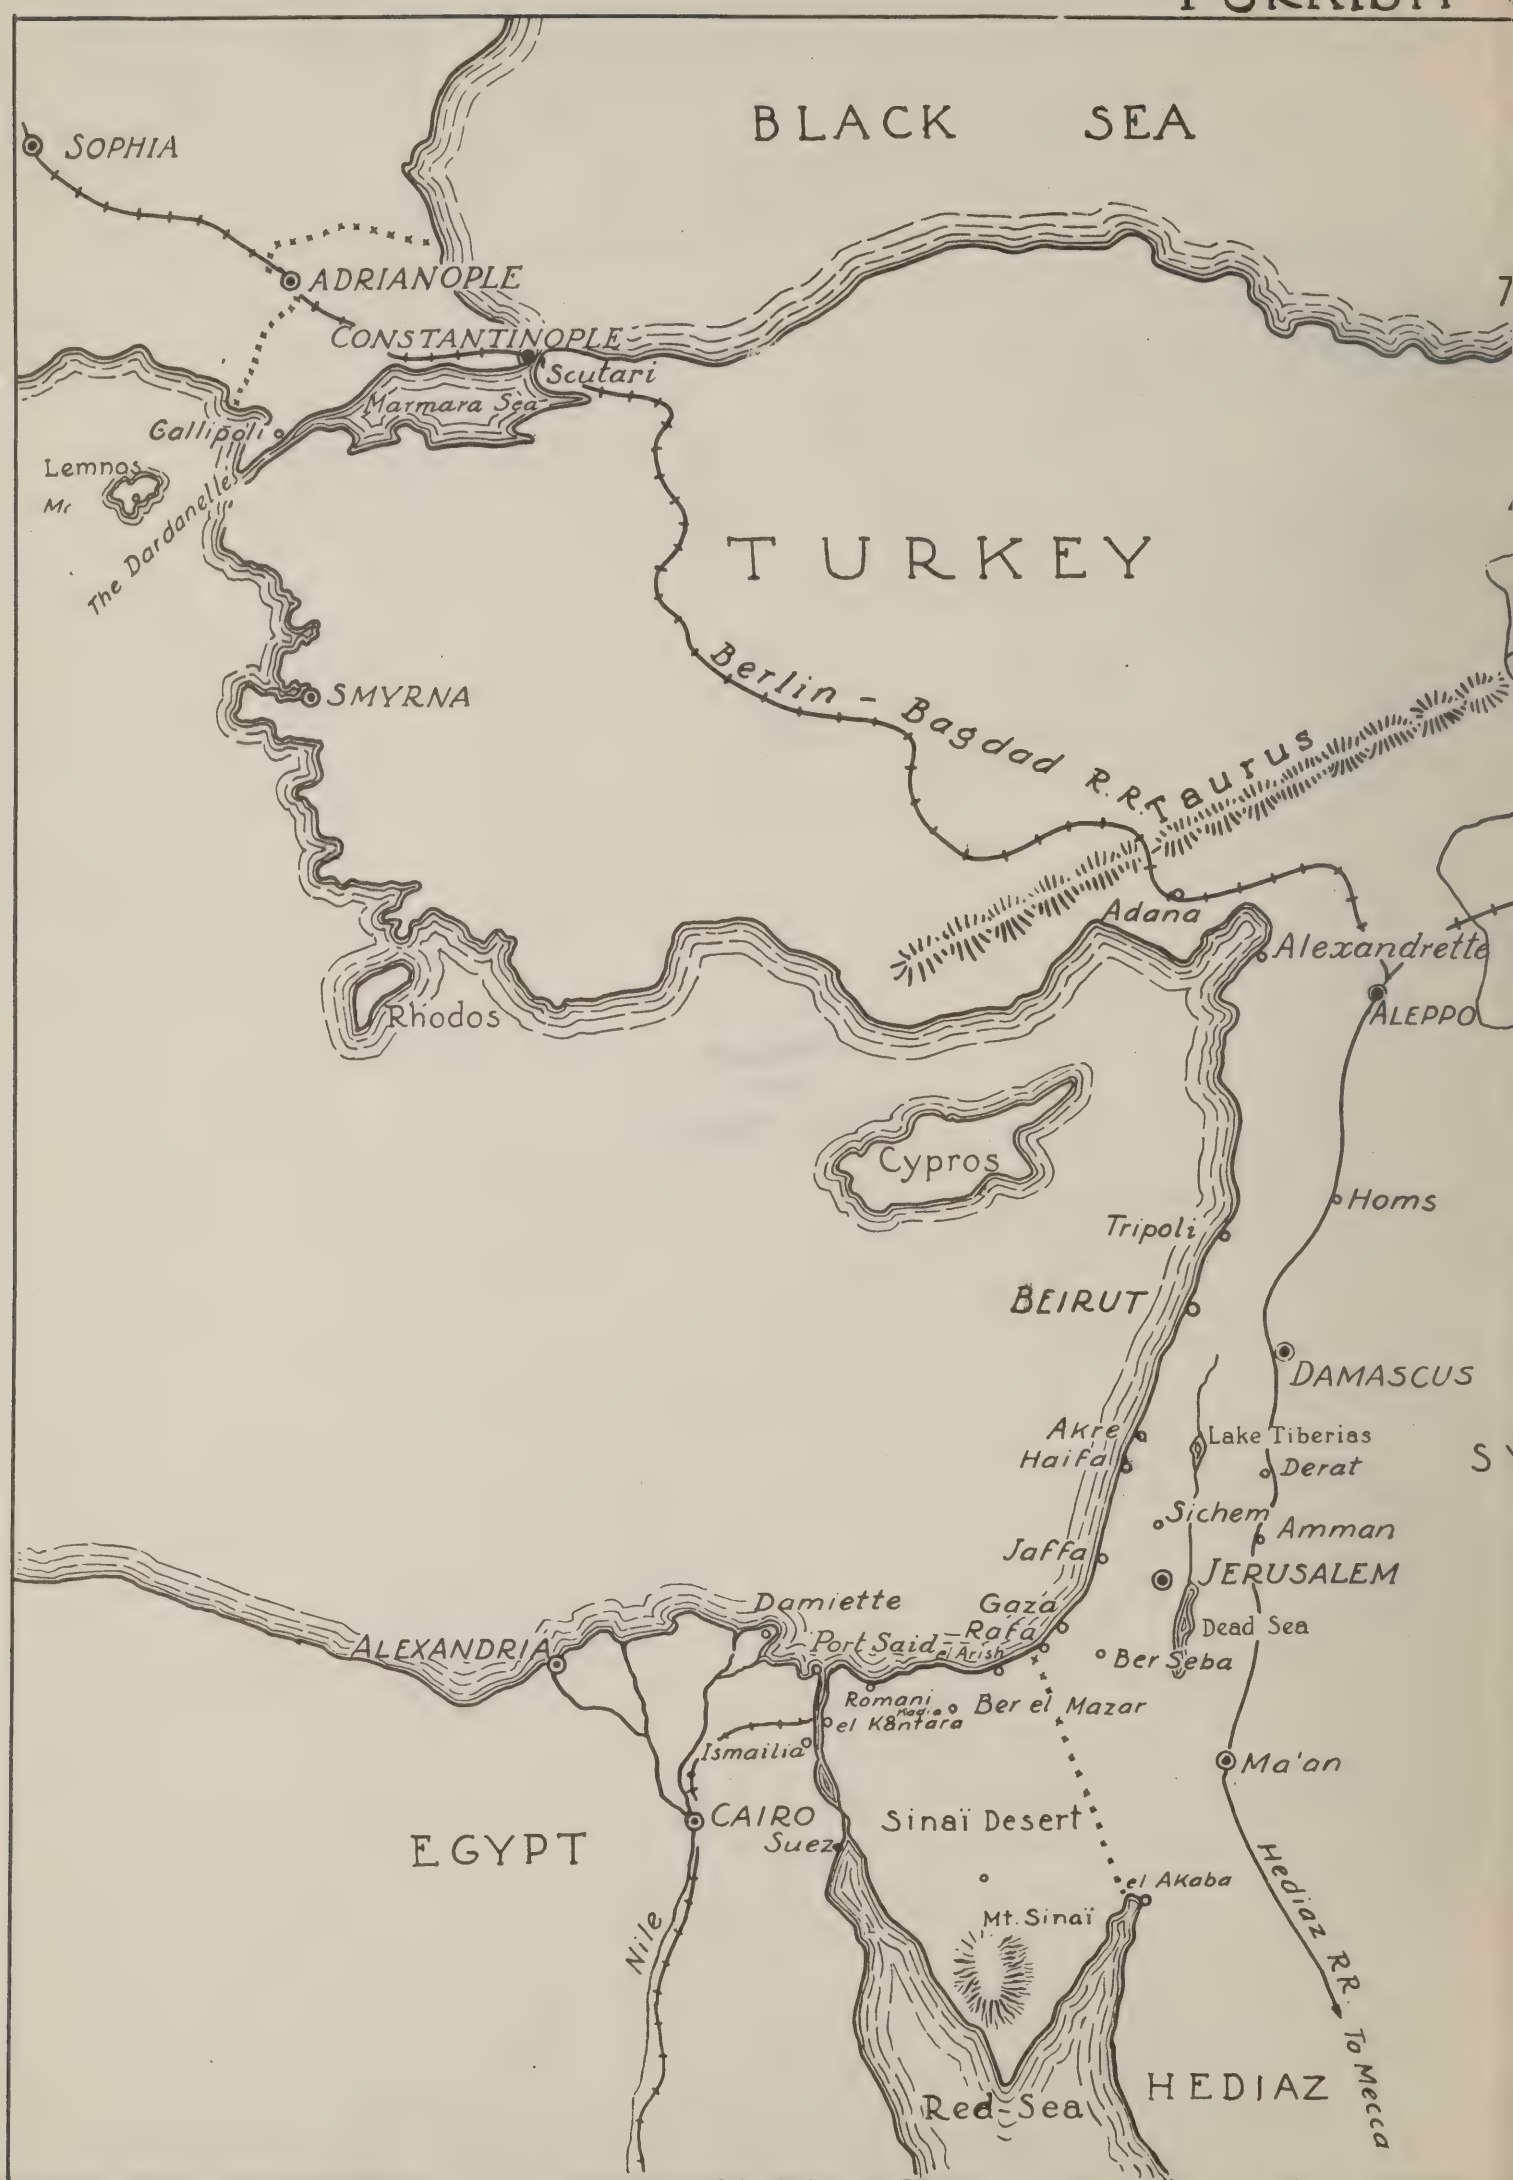 TURKISH
BLACK SEA
SOPHIA
ADRIANOPLE
CONSTANTINOPLE
Scutari
Marmara Sea
Gallipoli
Lemnos
The Dardanelles
TURKEY
SMYRNA
Berlin - Bagdad R.R.
Taurus
Adana
Alexandrette
ALEPPO
Rhodos
Cypros
Homs
Tripoli
BEIRUT
DAMASCUS
Akre
Lake Tiberias
Haifa
Derat
Sichem
Amman
Jaffa
JERUSALEM
Damiette
Gaza
Dead Sea
ALEXANDRIA
Port Said
Rafa
el Arish
Ber Seba
Romani
Kadia
Ber el Mazar
el Kantara
Ismailia
Ma'an
CAIRO
Sinaï Desert
Suez
EGYPT
Hediaz RR.
To Mecca
el Akaba
Mt. Sinaï
Nile
HEDIAZ
Red-Sea